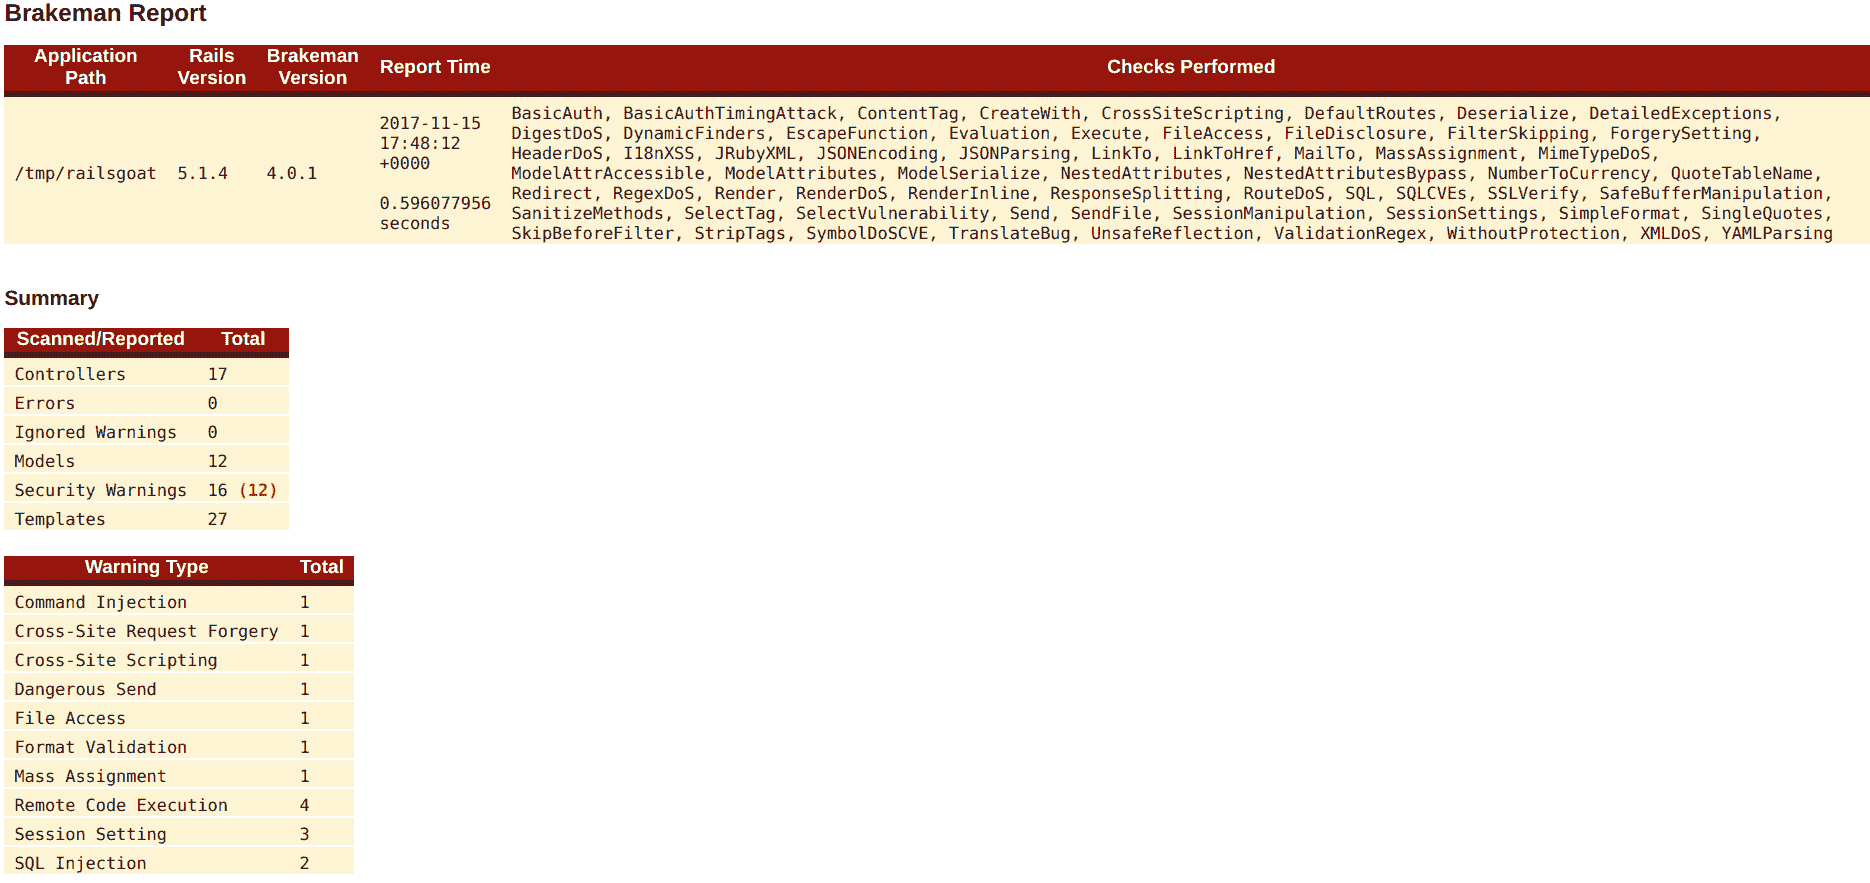 Brakeman Report
Application Path Rails Version Brakeman Version Report Time Checks Performed
/tmp/railsgoat 5.1.4 4.0.1
2017-11-15
17:48:12
+0000
0.596077956
seconds
BasicAuth, BasicAuthTimingAttack, ContentTag, CreateWith, CrossSiteScripting, DefaultRoutes, Deserialize, DetailedExceptions,
DigestDoS, DynamicFinders, EscapeFunction, Evaluation, Execute, FileAccess, FileDisclosure, FilterSkipping, ForgerySetting,
HeaderDoS, I18nXSS, JRubyXML, JSONEncoding, JSONParsing, LinkTo, LinkToHref, MailTo, MassAssignment, MimeTypeDoS,
ModelAttrAccessible, ModelAttributes, ModelSerialize, NestedAttributes, NestedAttributesBypass, NumberToCurrency, QuoteTableName,
Redirect, RegexDoS, Render, RenderDoS, RenderInline, ResponseSplitting, RouteDoS, SQL, SQLCVEs, SSLVerify, SafeBufferManipulation,
SanitizeMethods, SelectTag, SelectVulnerability, Send, SendFile, SessionManipulation, SessionSettings, SimpleFormat, SingleQuotes,
SkipBeforeFilter, StripTags, SymbolDoSCVE, TranslateBug, UnsafeReflection, ValidationRegex, WithoutProtection, XMLDoS, YAMLParsing
Summary
Scanned/Reported Total
Controllers 17
Errors 0
Ignored Warnings 0
Models 12
Security Warnings 16 (12)
Templates 27
Warning Type Total
Command Injection 1
Cross-Site Request Forgery 1
Cross-Site Scripting 1
Dangerous Send 1
File Access 1
Format Validation 1
Mass Assignment 1
Remote Code Execution 4
Session Setting 3
SQL Injection 2